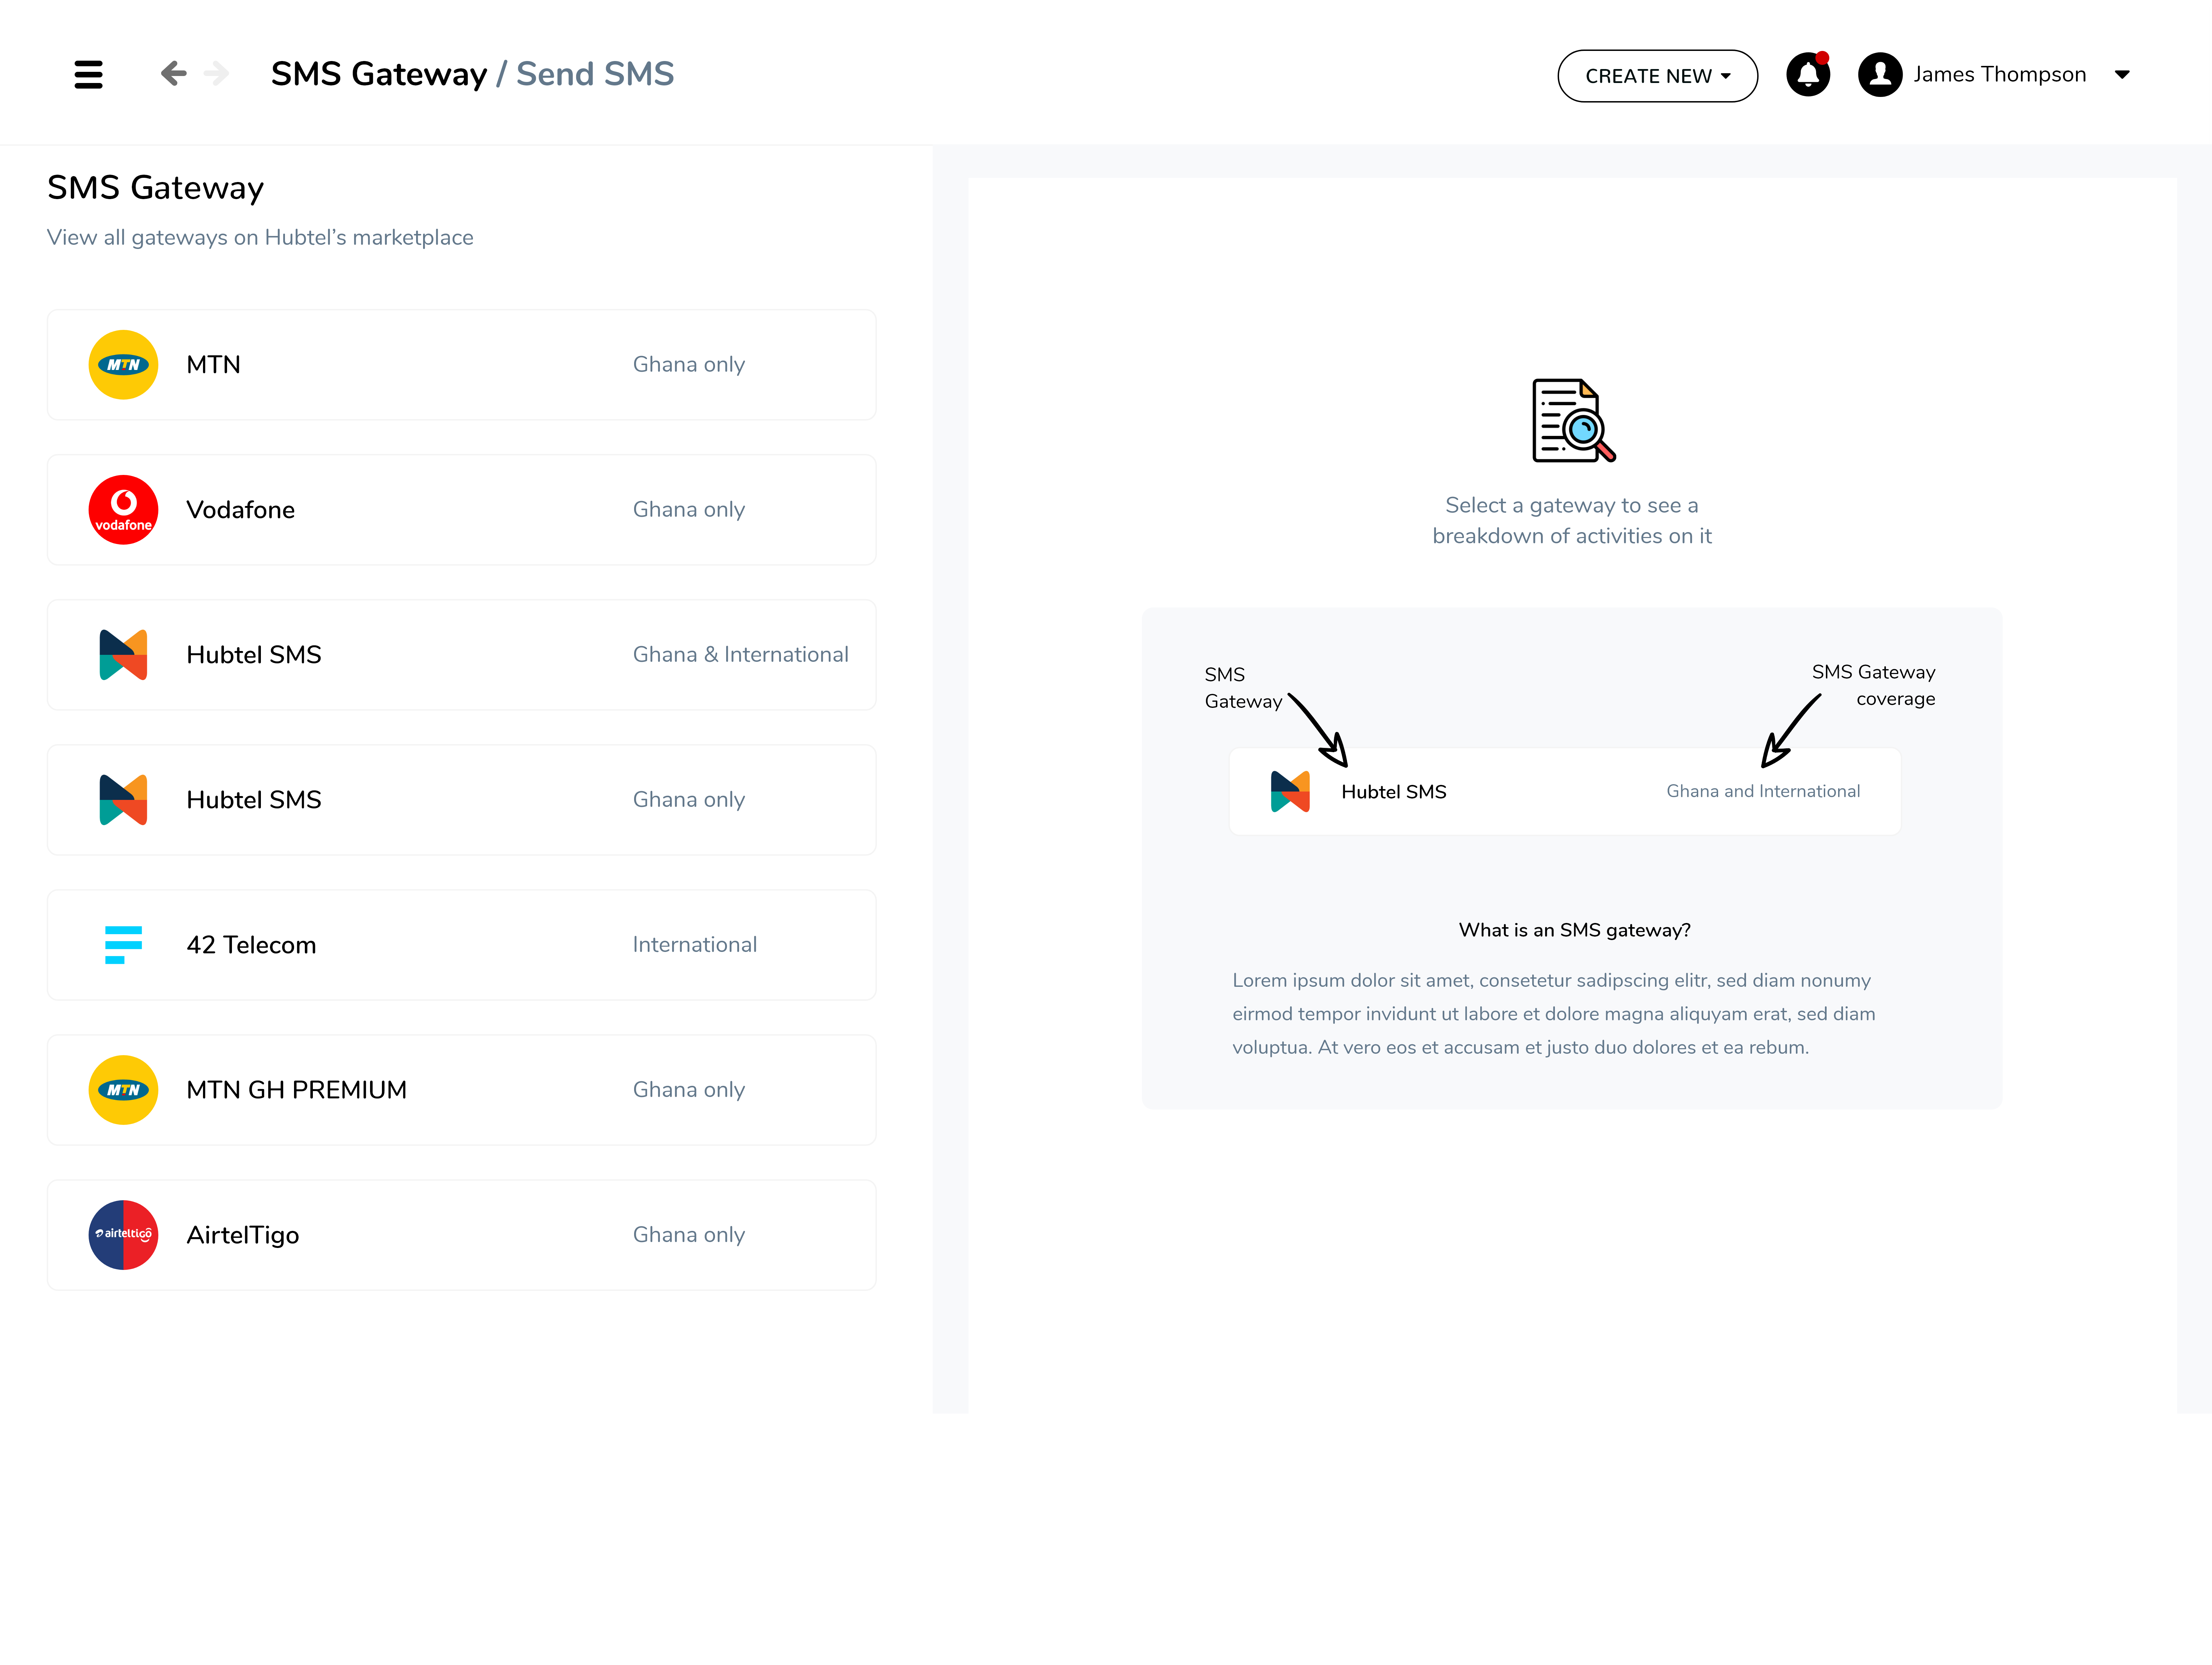 SMS Gateway / Send SMS
CREATE NEW
James Thompson
SMS Gateway
View all gateways on Hubtel’s marketplace
MTN
MTN
Ghana only
vodafone
Vodafone
Ghana only
Hubtel SMS
Ghana & International
Hubtel SMS
Ghana only
42 Telecom
International
MTN
MTN GH PREMIUM
Ghana only
airteltigo
AirtelTigo
Ghana only
Select a gateway to see a
breakdown of activities on it
SMS
Gateway
SMS Gateway
coverage
Hubtel SMS
Ghana and International
What is an SMS gateway?
Lorem ipsum dolor sit amet, consetetur sadipscing elitr, sed diam nonumy
eirmod tempor invidunt ut labore et dolore magna aliquyam erat, sed diam
voluptua. At vero eos et accusam et justo duo dolores et ea rebum.